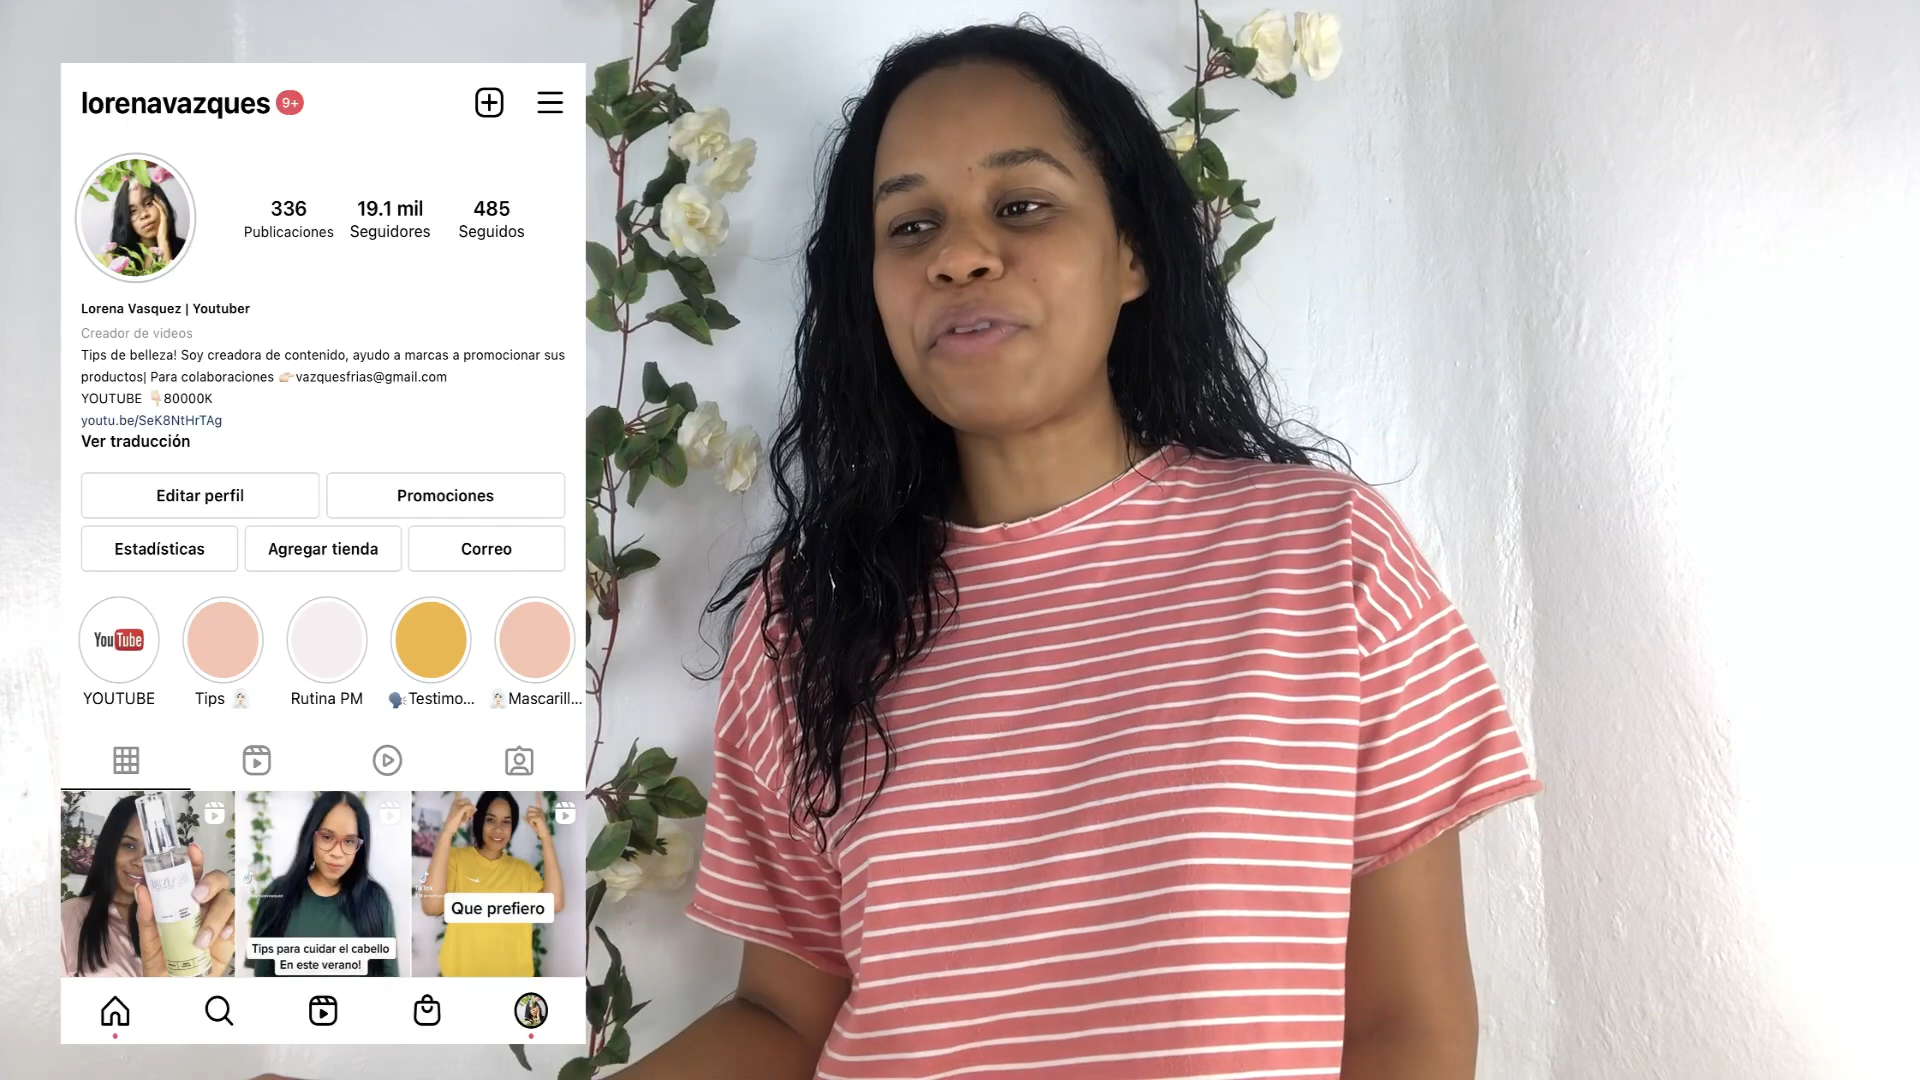 lorenavazques 9+
336 19.1 mil 485
Publicaciones Seguidores Seguidos
Lorena Vasquez | Youtuber
Creador de videos
Tips de belleza! Soy creadora de contenido, ayudo a marcas a promocionar sus
productos| Para colaboraciones 👉🏻vazquesfrias@gmail.com
YOUTUBE 👇🏻80000K
youtu.be/SeK8NtHrTAg
Ver traducción
Editar perfil Promociones
Estadísticas Agregar tienda Correo
YouTube
YOUTUBE Tips 👰🏻 Rutina PM 🗣Testimo... 👰🏻Mascarill...
TikTok
Que prefiero
Tips para cuidar el cabello
En este verano!